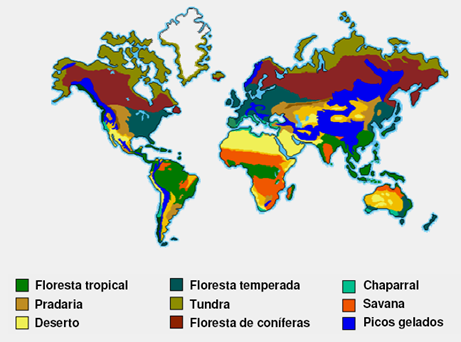 Floresta tropical
Pradaria
Deserto
Floresta temperada
Tundra
Floresta de coníferas
Chaparral
Savana
Picos gelados